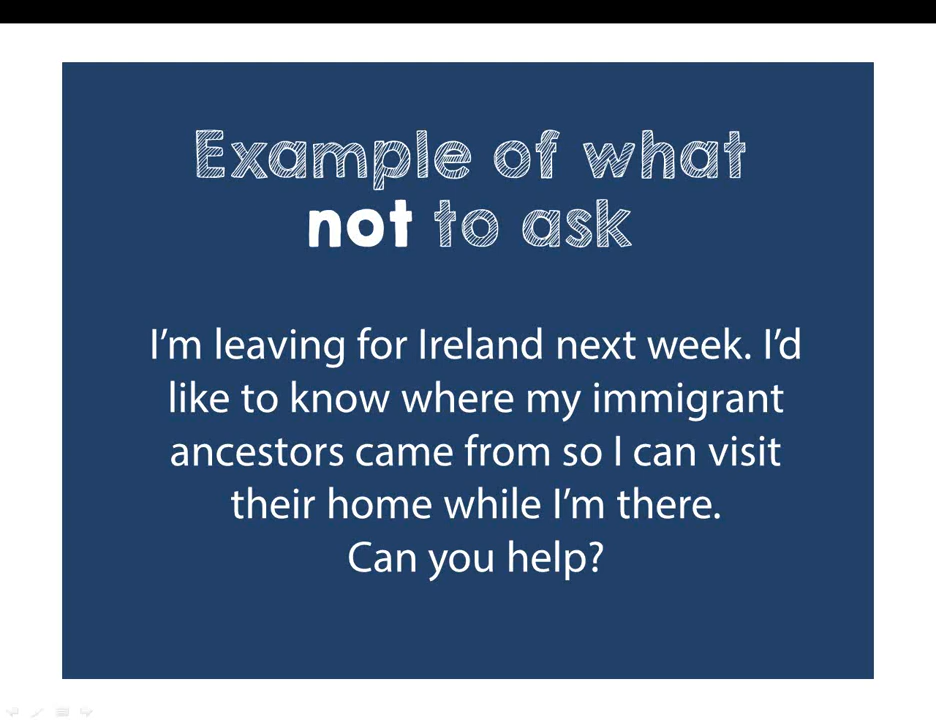 Example of what
not to ask
I’m leaving for Ireland next week. I’d
like to know where my immigrant
ancestors came from so I can visit
their home while I’m there.
Can you help?